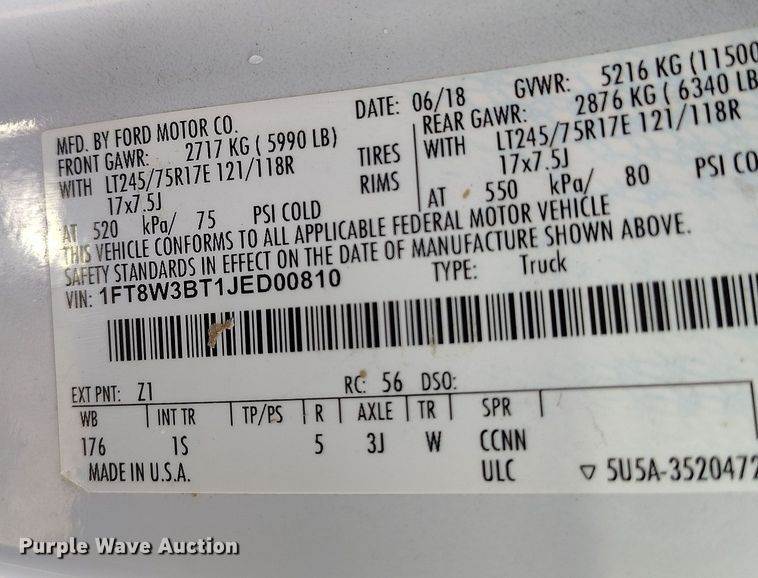 MFD. BY FORD MOTOR CO. DATE: 06/18 GVWR: 5216 KG (11500
FRONT GAWR: 2717 KG ( 5990 LB) REAR GAWR: 2876 KG ( 6340 LB
WITH LT245/75R17E 121/118R TIRES WITH LT245/75R17E 121/118R
17x7.5J RIMS 17x7.5J
AT 520 kPa/ 75 PSI COLD AT 550 kPa/ 80 PSI CO
THIS VEHICLE CONFORMS TO ALL APPLICABLE FEDERAL MOTOR VEHICLE
SAFETY STANDARDS IN EFFECT ON THE DATE OF MANUFACTURE SHOWN ABOVE.
VIN: 1FT8W3BT1JED00810 TYPE: Truck
EXT PNT: Z1 RC: 56 DSO:
WB INT TR TP/PS R AXLE TR SPR
176 1S 5 3J W CCNN
MADE IN U.S.A. ULC ▽ 5U5A-3520472
Purple Wave Auction